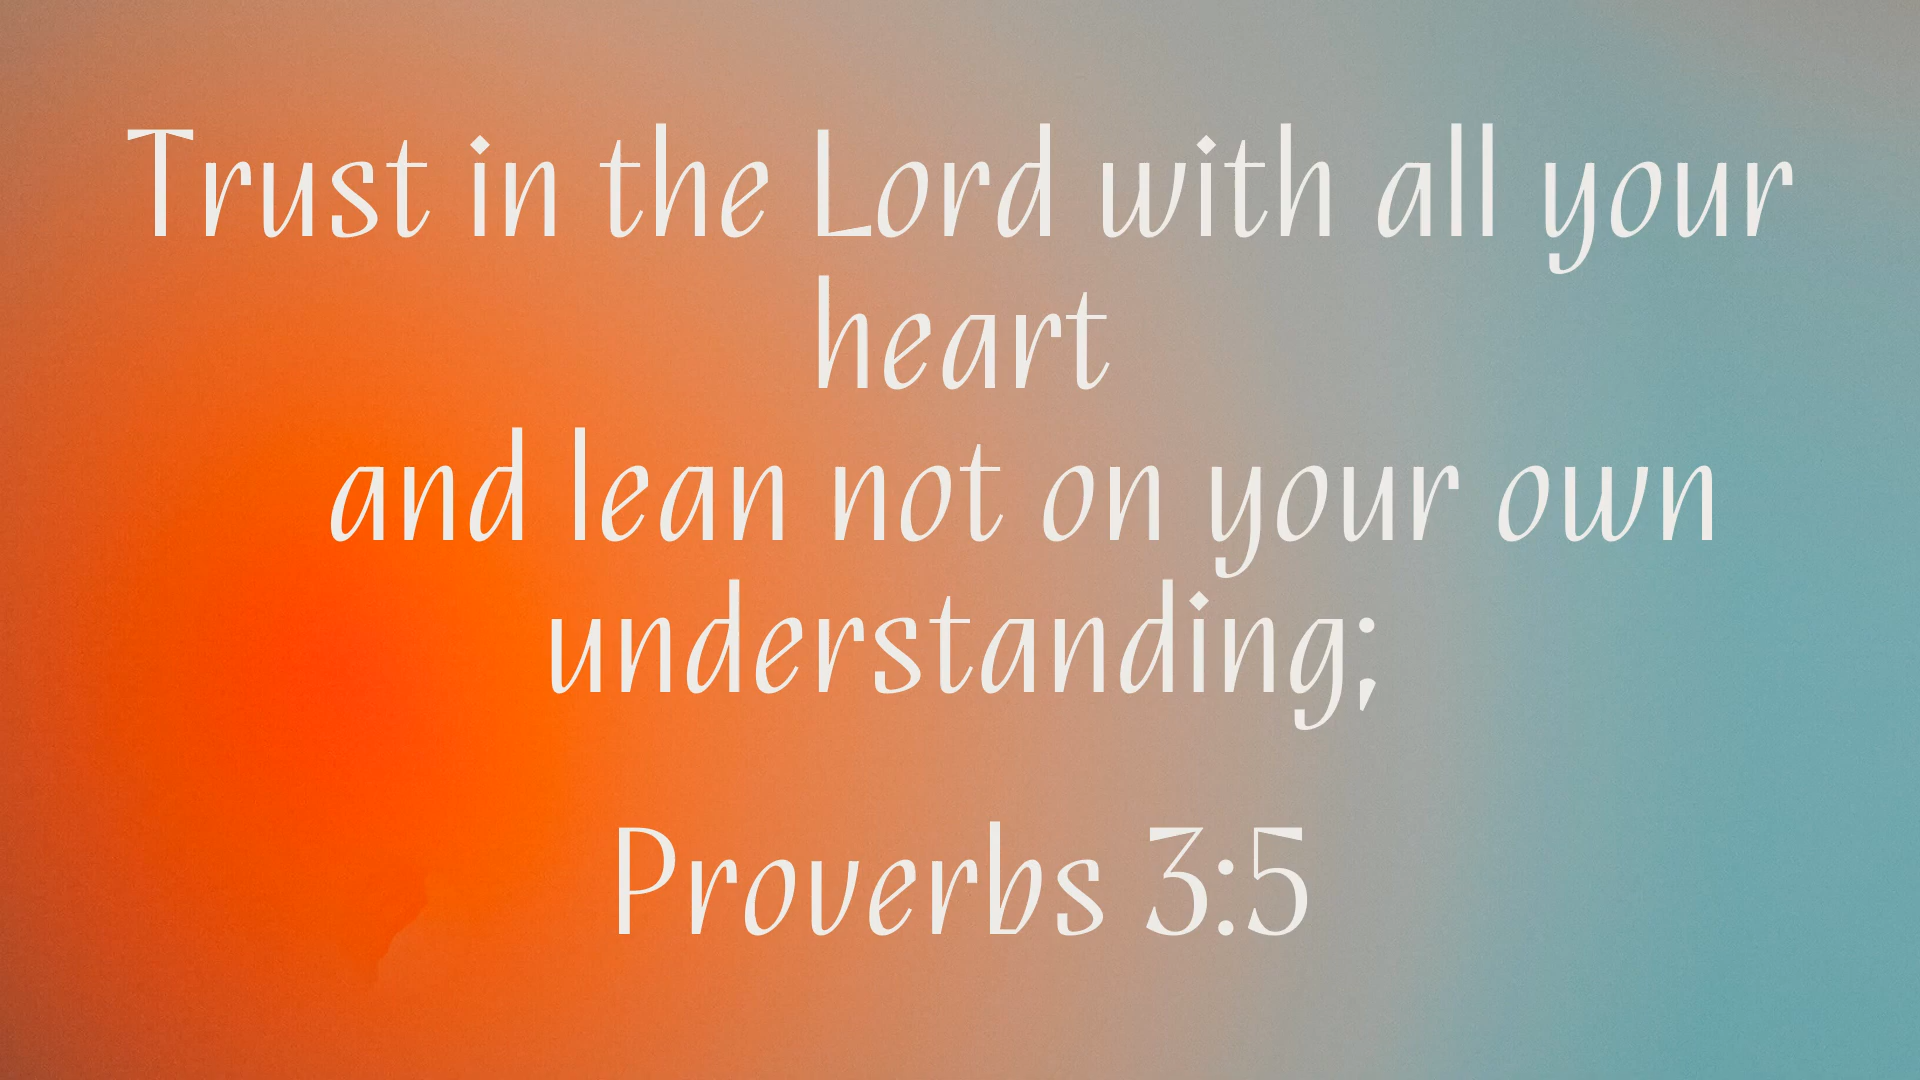 Trust in the Lord with all your
heart
and lean not on your own
understanding;
Proverbs 3:5